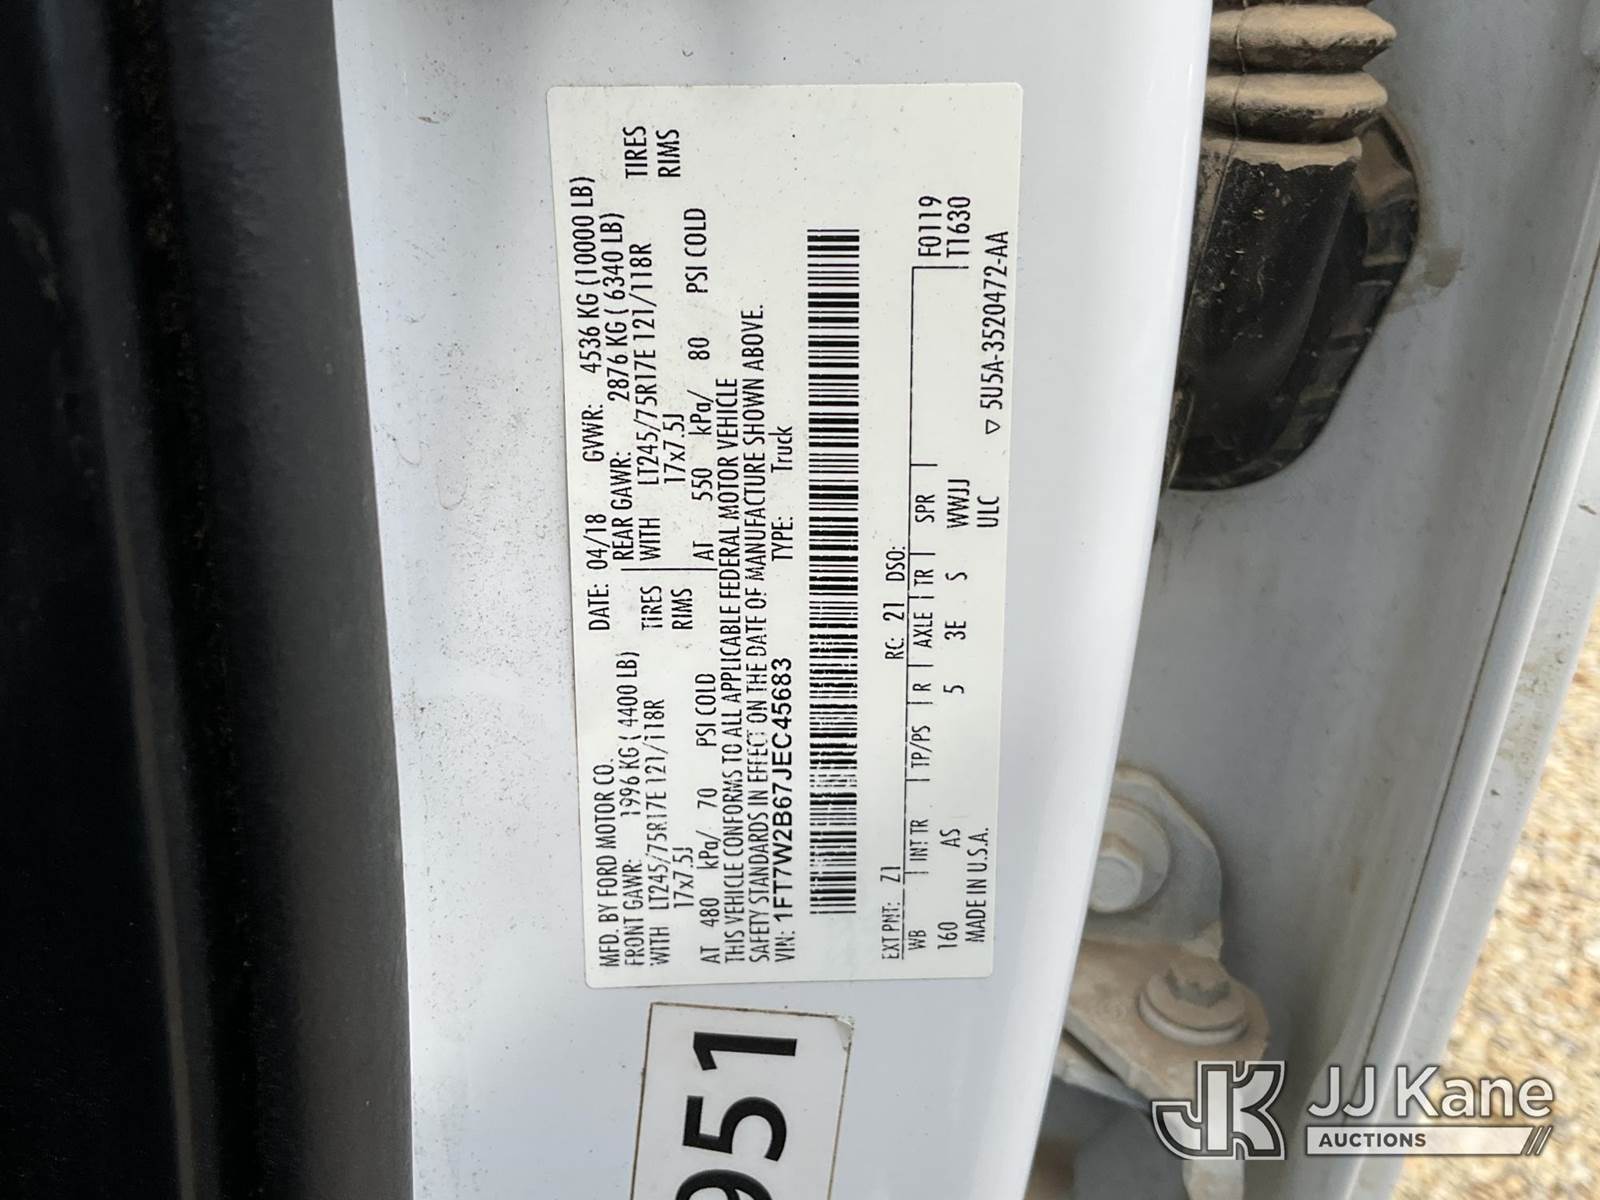 MFD. BY FORD MOTOR CO. DATE: 04/18 GVWR: 4536 KG (10000 LB)
FRONT GAWR: 1996 KG ( 4400 LB) REAR GAWR: 2876 KG ( 6340 LB)
WITH LT245/75R17E 121/118R TIRES WITH LT245/75R17E 121/118R TIRES
17x7.5J RIMS 17x7.5J RIMS
AT 480 kPa/ 70 PSI COLD AT 550 kPa/ 80 PSI COLD
THIS VEHICLE CONFORMS TO ALL APPLICABLE FEDERAL MOTOR VEHICLE
SAFETY STANDARDS IN EFFECT ON THE DATE OF MANUFACTURE SHOWN ABOVE.
VIN: 1FT7W2B67JEC45683 TYPE: Truck
EXT PNT: Z1 RC: 21 DSO:
WB INT TR TP/PS R AXLE TR SPR F0119
160 AS 5 3E S WWJJ T1630
MADE IN U.S.A. ULC ▽ 5U5A-3520472-AA
951
JK JJ Kane
AUCTIONS